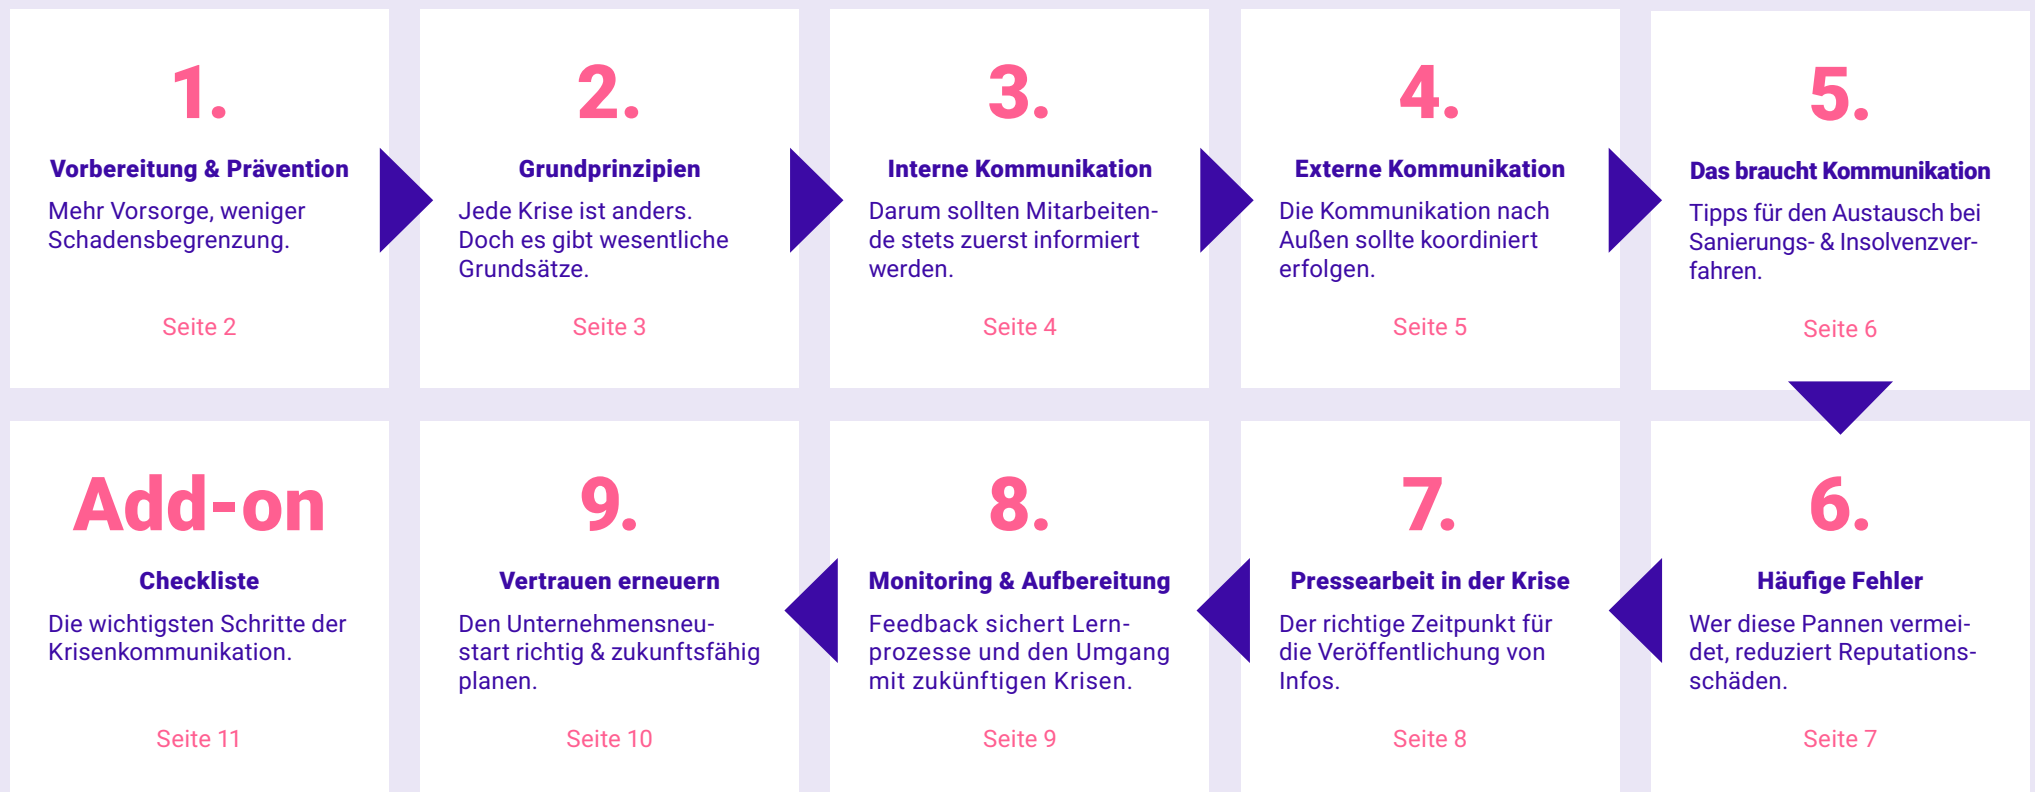 1.
Vorbereitung & Prävention
Mehr Vorsorge, weniger
Schadensbegrenzung.
Seite 2
2.
Grundprinzipien
Jede Krise ist anders.
Doch es gibt wesentliche
Grundsätze.
Seite 3
3.
Interne Kommunikation
Darum sollten Mitarbeiten-
de stets zuerst informiert
werden.
Seite 4
4.
Externe Kommunikation
Die Kommunikation nach
Außen sollte koordiniert
erfolgen.
Seite 5
5.
Das braucht Kommunikation
Tipps für den Austausch bei
Sanierungs- & Insolvenzver-
fahren.
Seite 6
6.
Häufige Fehler
Wer diese Pannen vermei-
det, reduziert Reputations-
schäden.
Seite 7
7.
Pressearbeit in der Krise
Der richtige Zeitpunkt für
die Veröffentlichung von
Infos.
Seite 8
8.
Monitoring & Aufbereitung
Feedback sichert Lern-
prozesse und den Umgang
mit zukünftigen Krisen.
Seite 9
9.
Vertrauen erneuern
Den Unternehmensneu-
start richtig & zukunftsfähig
planen.
Seite 10
Add-on
Checkliste
Die wichtigsten Schritte der
Krisenkommunikation.
Seite 11